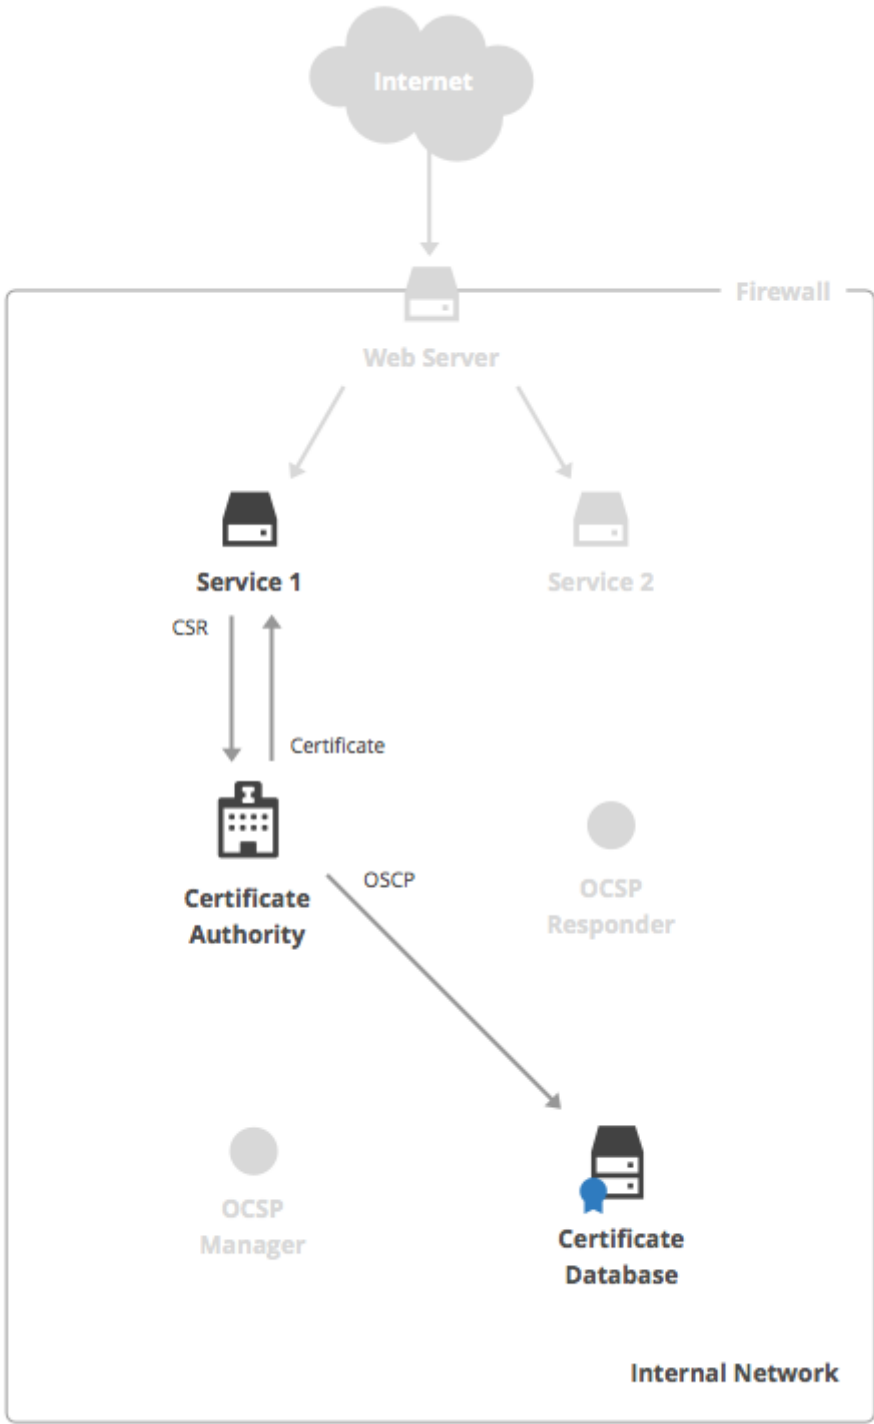 Internet
Firewall
Web Server
Service 1
Service 2
CSR
Certificate
Certificate
Authority
OSCP
OCSP
Responder
OCSP
Manager
Certificate
Database
Internal Network